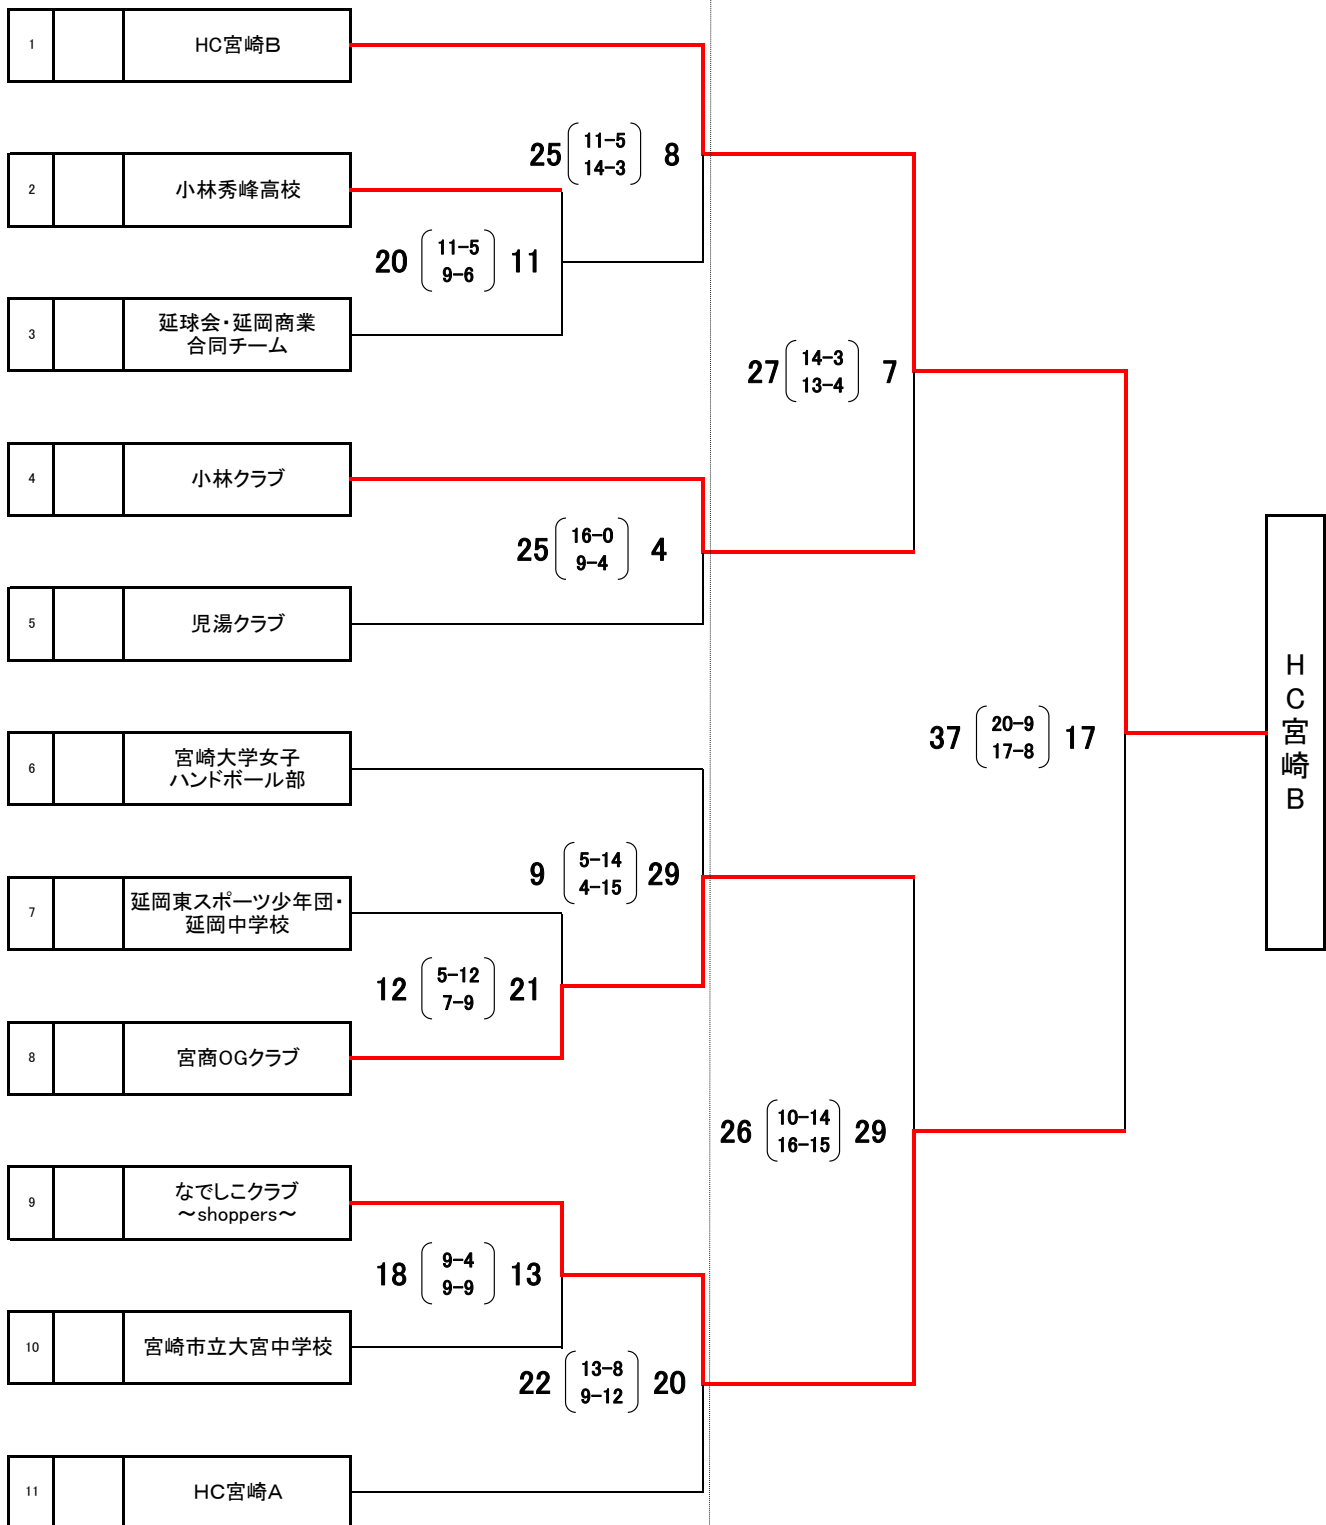 1
HC宮崎B
25 11-5 8
14-3
2
小林秀峰高校
20 11-5 11
9-6
3
延球会・延岡商業
合同チーム
27 14-3 7
13-4
4
小林クラブ
25 16-0 4
9-4
5
児湯クラブ
HC宮崎B
6
宮崎大学女子
ハンドボール部
37 20-9 17
17-8
9 5-14 29
4-15
7
延岡東スポーツ少年団・
延岡中学校
12 5-12 21
7-9
8
宮商OGクラブ
26 10-14 29
16-15
9
なでしこクラブ
～shoppers～
18 9-4 13
9-9
10
宮崎市立大宮中学校
22 13-8 20
9-12
11
HC宮崎A